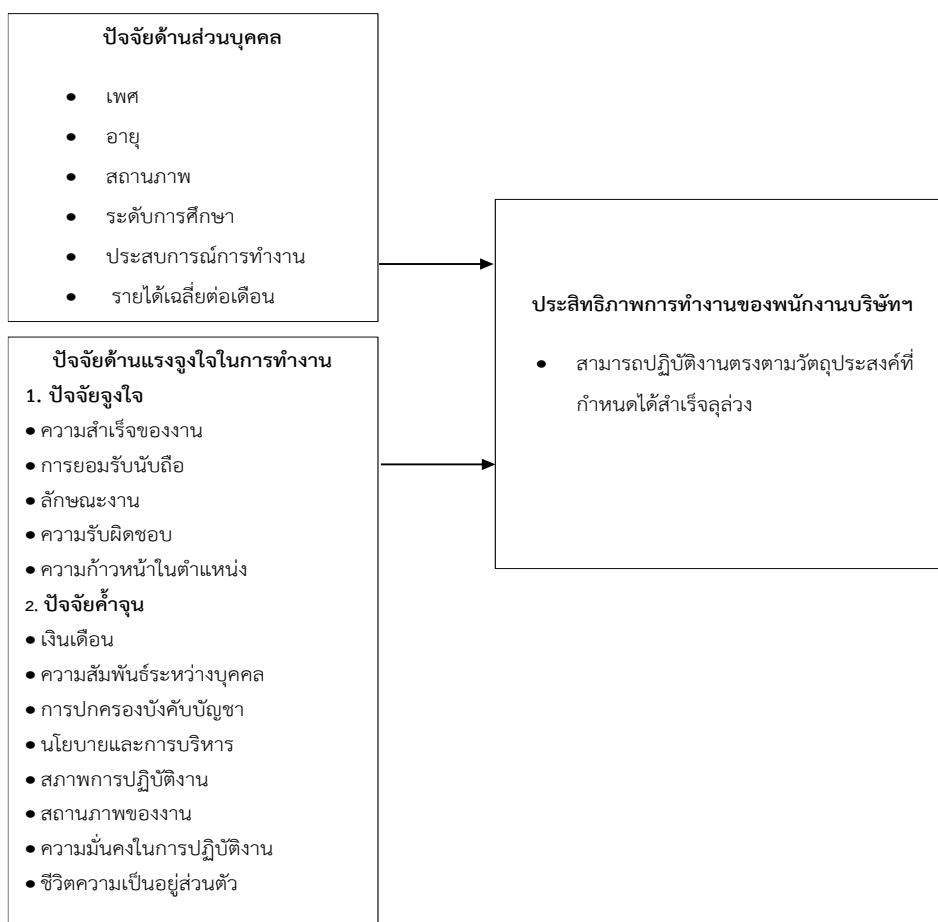 ปัจจัยด้านส่วนบุคคล
● เพศ
● อายุ
● สถานภาพ
● ระดับการศึกษา
● ประสบการณ์การทำงาน
● รายได้เฉลี่ยต่อเดือน
ปัจจัยด้านแรงจูงใจในการทำงาน
1. ปัจจัยจูงใจ
● ความสำเร็จของงาน
● การยอมรับนับถือ
● ลักษณะงาน
● ความรับผิดชอบ
● ความก้าวหน้าในตำแหน่ง
2. ปัจจัยค้ำจุน
● เงินเดือน
● ความสัมพันธ์ระหว่างบุคคล
● การปกครองบังคับบัญชา
● นโยบายและการบริหาร
● สภาพการปฏิบัติงาน
● สถานภาพของงาน
● ความมั่นคงในการปฏิบัติงาน
● ชีวิตความเป็นอยู่ส่วนตัว
ประสิทธิภาพการทำงานของพนักงานบริษัทฯ
● สามารถปฏิบัติงานตรงตามวัตถุประสงค์ที่
กำหนดได้สำเร็จลุล่วง